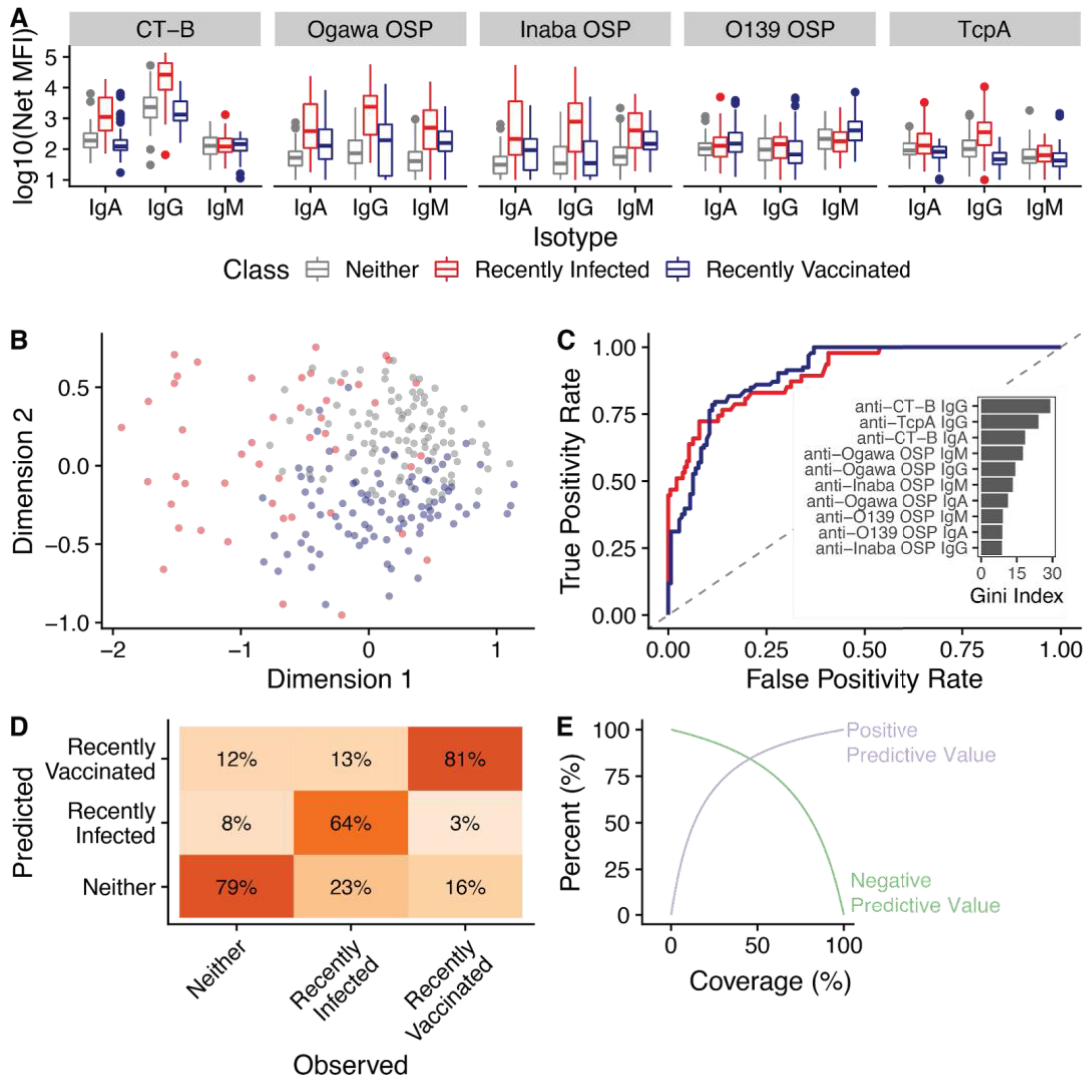 A
CT−B
Ogawa OSP
Inaba OSP
O139 OSP
TcpA
log10(Net MFI)
5
4
3
2
1
IgA IgG IgM
IgA IgG IgM
IgA IgG IgM
IgA IgG IgM
IgA IgG IgM
Isotype
Class Neither Recently Infected Recently Vaccinated
B
Dimension 2
0.5
0.0
−0.5
−1.0
−2 −1 0 1
Dimension 1
C
True Positivity Rate
1.00
0.75
0.50
0.25
0.00
anti−CT−B IgG
anti−TcpA IgG
anti−CT−B IgA
anti−Ogawa OSP IgM
anti−Ogawa OSP IgG
anti−Inaba OSP IgM
anti−Ogawa OSP IgA
anti−O139 OSP IgM
anti−O139 OSP IgA
anti−Inaba OSP IgG
0 15 30
Gini Index
0.00 0.25 0.50 0.75 1.00
False Positivity Rate
D
Predicted
Recently
Vaccinated
12% 13% 81%
Recently
Infected
8% 64% 3%
Neither
79% 23% 16%
Neither
Recently
Infected
Recently
Vaccinated
Observed
E
Percent (%)
100
75
50
25
0
Positive
Predictive Value
Negative
Predictive Value
0 50 100
Coverage (%)